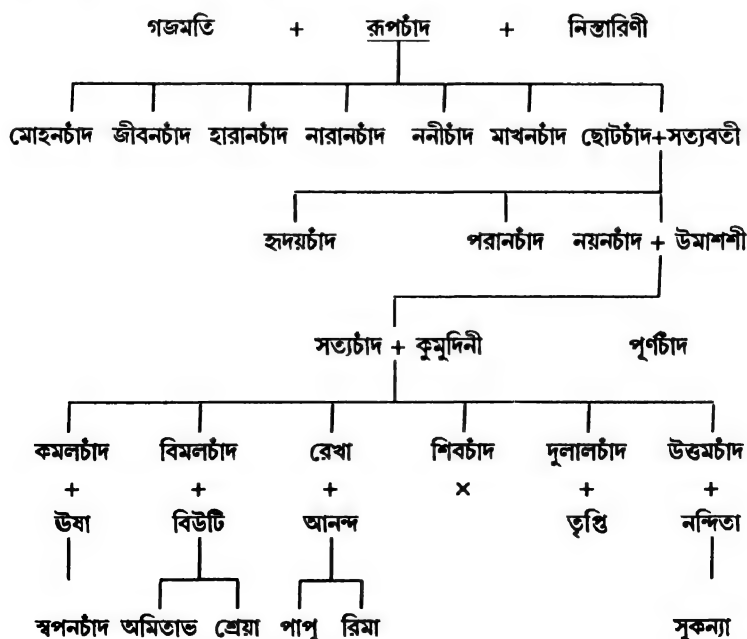 গজমতি + রূপচাঁদ + নিস্তারিণী
মোহনচাঁদ জীবনচাঁদ হারানচাঁদ নারানচাঁদ ননীচাঁদ মাখনচাঁদ ছোটচাঁদ+সত্যবতী
হৃদয়চাঁদ পরানচাঁদ নয়নচাঁদ + উমাশশী
সত্যচাঁদ + কুমুদিনী পূর্ণচাঁদ
কমলচাঁদ বিমলচাঁদ রেখা শিবচাঁদ দুলালচাঁদ উত্তমচাঁদ
+ + + × + +
ঊষা বিউটি আনন্দ তৃপ্তি নন্দিতা
স্বপনচাঁদ অমিতাভ শ্রেয়া পাপু রিমা সুকন্যা